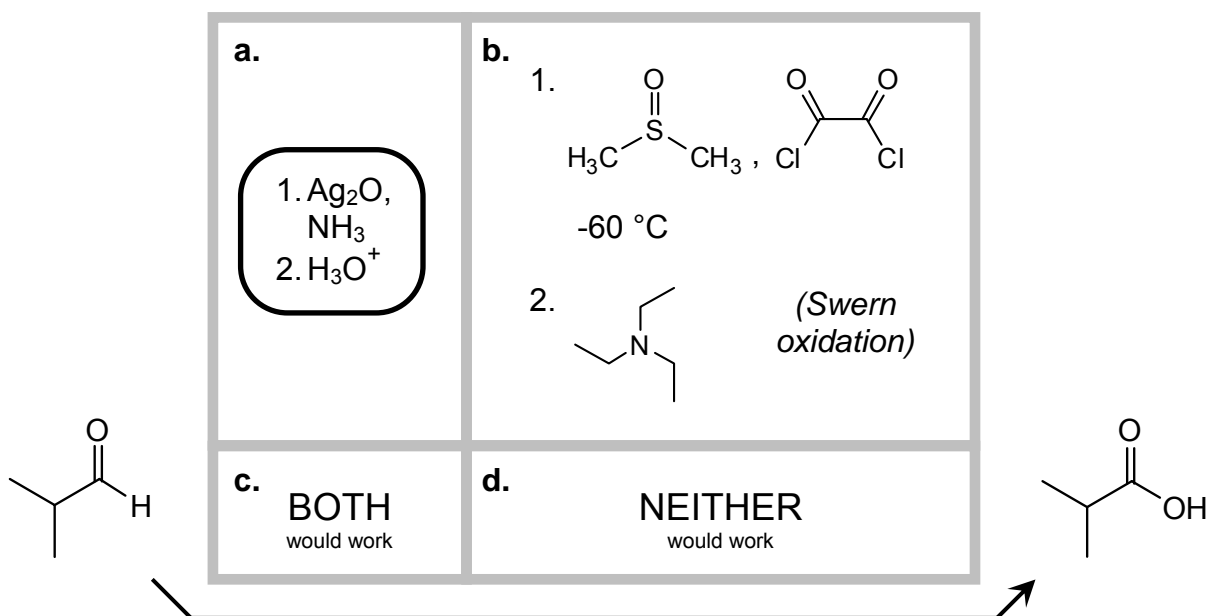 a.
1. Ag₂O,
NH₃
2. H₃O⁺
b.
1.
O
S
H₃C
CH₃ ,
O
O
Cl
Cl
-60 °C
2.
N
(Swern
oxidation)
c.
BOTH
would work
d.
NEITHER
would work
O
H
O
OH